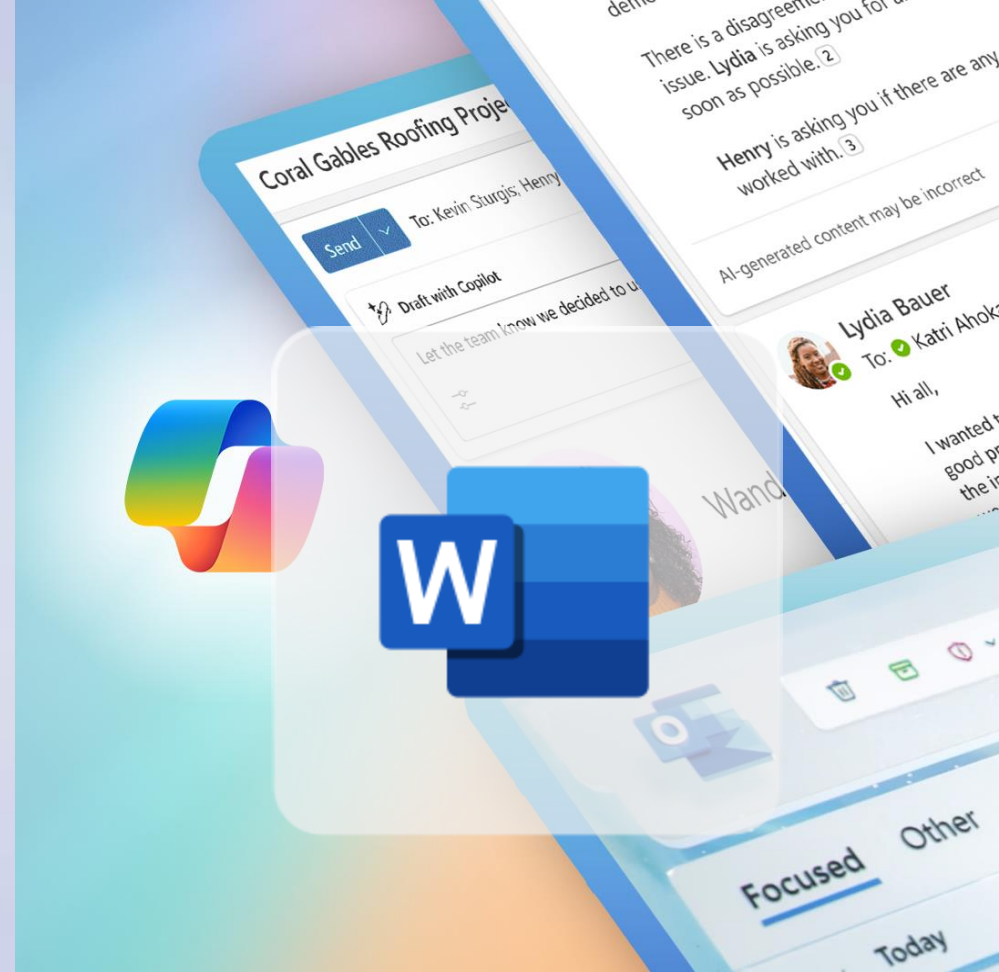 There is a disagreeme
issue. Lydia is asking you for a
soon as possible. 2
Henry is asking you if there are any
worked with. 3
AI-generated content may be incorrect
Coral Gables Roofing Proje
Send
To: Kevin Sturgis; Henry
Draft with Copilot
Let the team know we decided to u
Wand
Lydia Bauer
To: Katri Ahoka
Hi all,
I wanted t
good pr
the i
W
O
Focused Other
Today